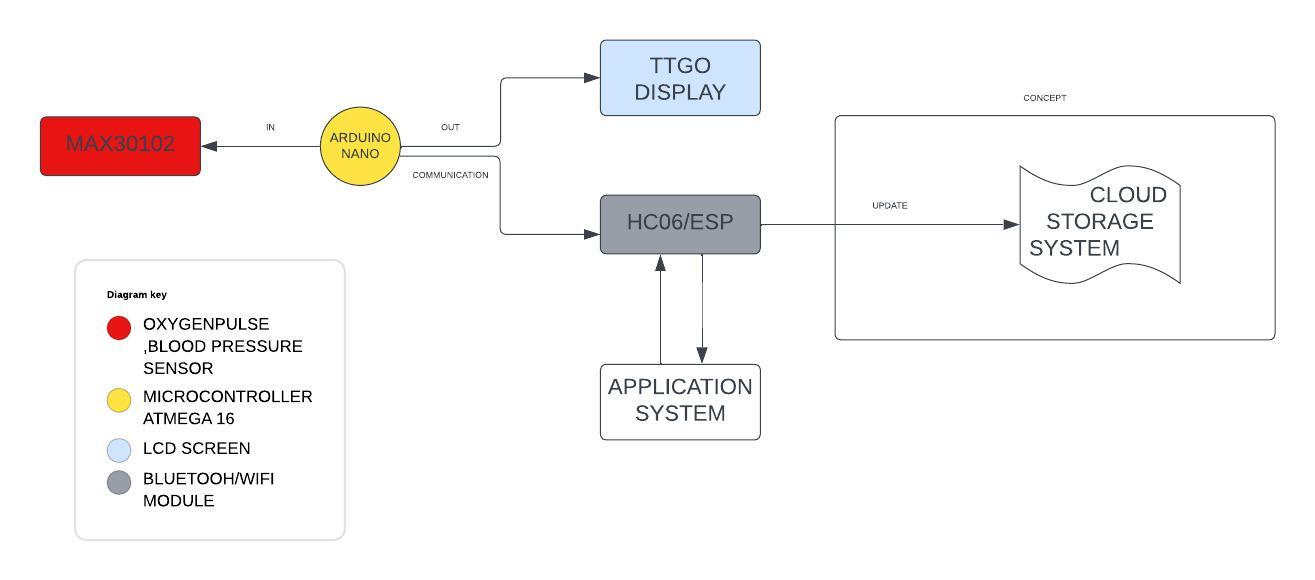 TTGO
DISPLAY
CONCEPT
MAX30102
IN
ARDUINO
NANO
OUT
COMMUNICATION
HC06/ESP
UPDATE
CLOUD
STORAGE
SYSTEM
APPLICATION
SYSTEM
Diagram key
OXYGENPULSE
,BLOOD PRESSURE
SENSOR
MICROCONTROLLER
ATMEGA 16
LCD SCREEN
BLUETOOH/WIFI
MODULE